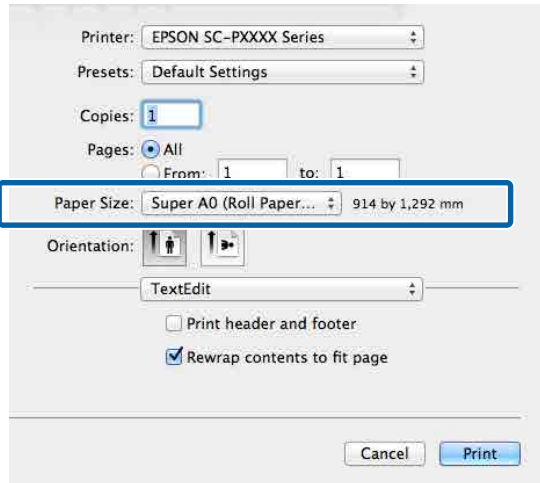 Printer: EPSON SC-PXXXX Series
Presets: Default Settings
Copies: 1
Pages: All
From: 1 to: 1
Paper Size: Super A0 (Roll Paper... 914 by 1,292 mm
Orientation:
TextEdit
Print header and footer
Rewrap contents to fit page
Cancel Print